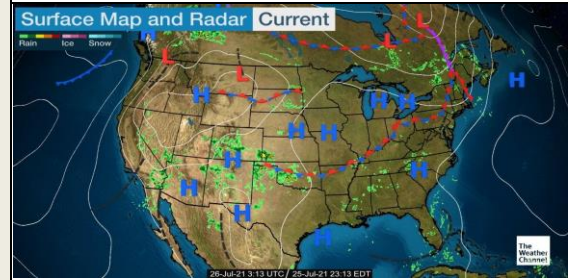 Surface Map and Radar Current
Rain Ice Snow
L
L
H
L
L
H
H
H
H
H
H
H
H
H
H
H
The
Weather
Channel
26-Jul-21 3:13 UTC / 25-Jul-21 23:13 EDT